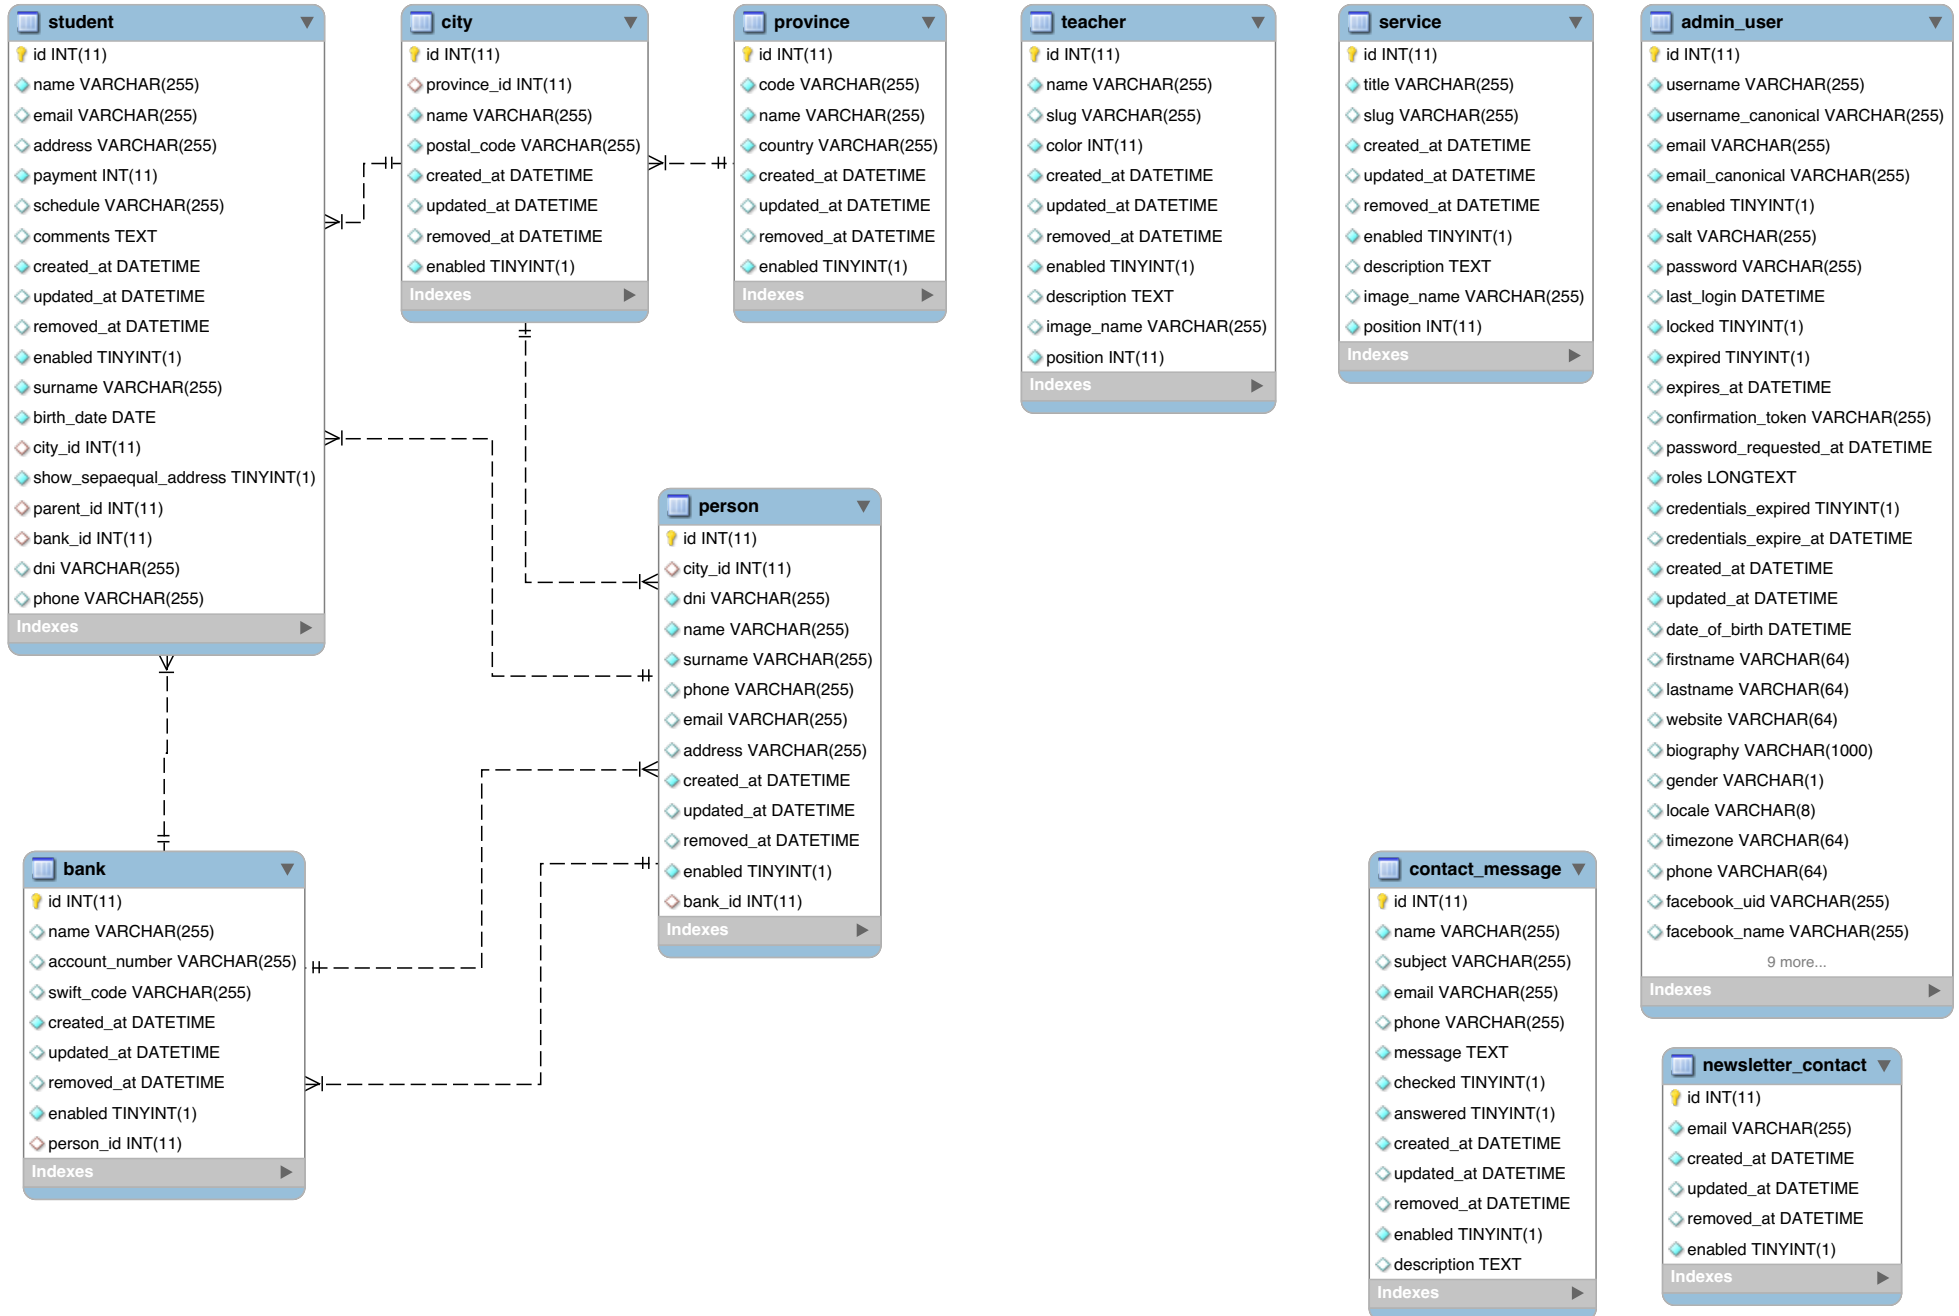 student
id INT(11)
name VARCHAR(255)
email VARCHAR(255)
address VARCHAR(255)
payment INT(11)
schedule VARCHAR(255)
comments TEXT
created_at DATETIME
updated_at DATETIME
removed_at DATETIME
enabled TINYINT(1)
surname VARCHAR(255)
birth_date DATE
city_id INT(11)
show_sepaequal_address TINYINT(1)
parent_id INT(11)
bank_id INT(11)
dni VARCHAR(255)
phone VARCHAR(255)
Indexes
city
id INT(11)
province_id INT(11)
name VARCHAR(255)
postal_code VARCHAR(255)
created_at DATETIME
updated_at DATETIME
removed_at DATETIME
enabled TINYINT(1)
Indexes
province
id INT(11)
code VARCHAR(255)
name VARCHAR(255)
country VARCHAR(255)
created_at DATETIME
updated_at DATETIME
removed_at DATETIME
enabled TINYINT(1)
Indexes
teacher
id INT(11)
name VARCHAR(255)
slug VARCHAR(255)
color INT(11)
created_at DATETIME
updated_at DATETIME
removed_at DATETIME
enabled TINYINT(1)
description TEXT
image_name VARCHAR(255)
position INT(11)
Indexes
service
id INT(11)
title VARCHAR(255)
slug VARCHAR(255)
created_at DATETIME
updated_at DATETIME
removed_at DATETIME
enabled TINYINT(1)
description TEXT
image_name VARCHAR(255)
position INT(11)
Indexes
admin_user
id INT(11)
username VARCHAR(255)
username_canonical VARCHAR(255)
email VARCHAR(255)
email_canonical VARCHAR(255)
enabled TINYINT(1)
salt VARCHAR(255)
password VARCHAR(255)
last_login DATETIME
locked TINYINT(1)
expired TINYINT(1)
expires_at DATETIME
confirmation_token VARCHAR(255)
password_requested_at DATETIME
roles LONGTEXT
credentials_expired TINYINT(1)
credentials_expire_at DATETIME
created_at DATETIME
updated_at DATETIME
date_of_birth DATETIME
firstname VARCHAR(64)
lastname VARCHAR(64)
website VARCHAR(64)
biography VARCHAR(1000)
gender VARCHAR(1)
locale VARCHAR(8)
timezone VARCHAR(64)
phone VARCHAR(64)
facebook_uid VARCHAR(255)
facebook_name VARCHAR(255)
9 more...
Indexes
person
id INT(11)
city_id INT(11)
dni VARCHAR(255)
name VARCHAR(255)
surname VARCHAR(255)
phone VARCHAR(255)
email VARCHAR(255)
address VARCHAR(255)
created_at DATETIME
updated_at DATETIME
removed_at DATETIME
enabled TINYINT(1)
bank_id INT(11)
Indexes
bank
id INT(11)
name VARCHAR(255)
account_number VARCHAR(255)
swift_code VARCHAR(255)
created_at DATETIME
updated_at DATETIME
removed_at DATETIME
enabled TINYINT(1)
person_id INT(11)
Indexes
contact_message
id INT(11)
name VARCHAR(255)
subject VARCHAR(255)
email VARCHAR(255)
phone VARCHAR(255)
message TEXT
checked TINYINT(1)
answered TINYINT(1)
created_at DATETIME
updated_at DATETIME
removed_at DATETIME
enabled TINYINT(1)
description TEXT
Indexes
newsletter_contact
id INT(11)
email VARCHAR(255)
created_at DATETIME
updated_at DATETIME
removed_at DATETIME
enabled TINYINT(1)
Indexes